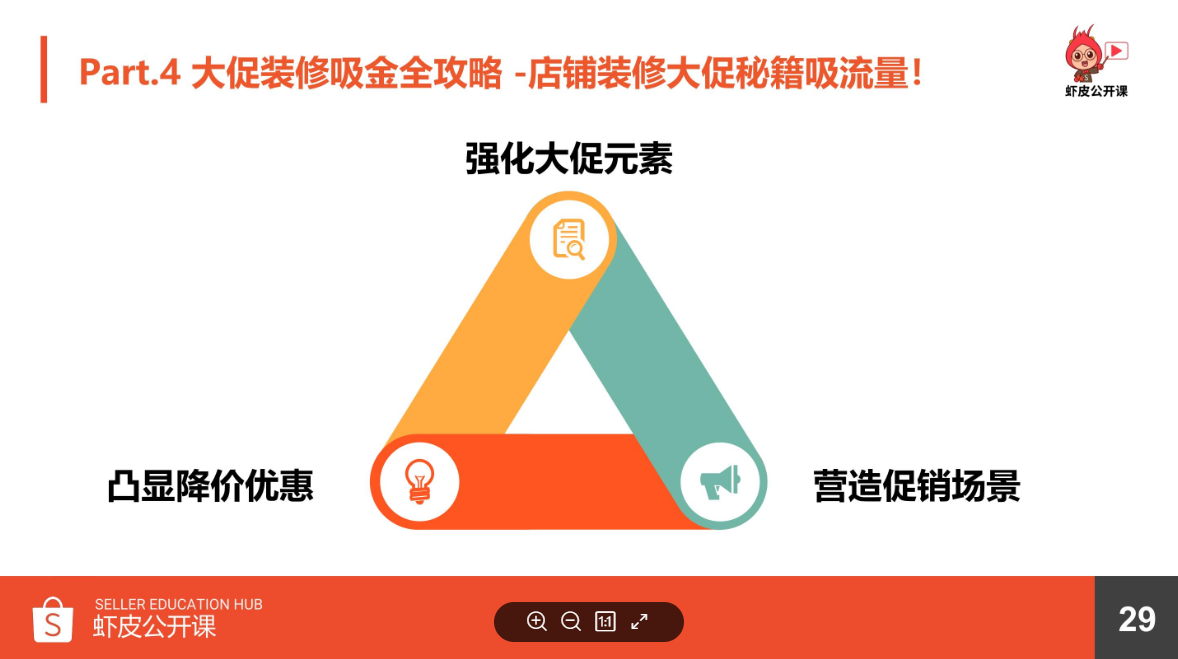 Part.4 大促装修吸金全攻略 -店铺装修大促秘籍吸流量!
虾皮公开课
强化大促元素
凸显降价优惠
营造促销场景
S
SELLER EDUCATION HUB
虾皮公开课
1:1
29